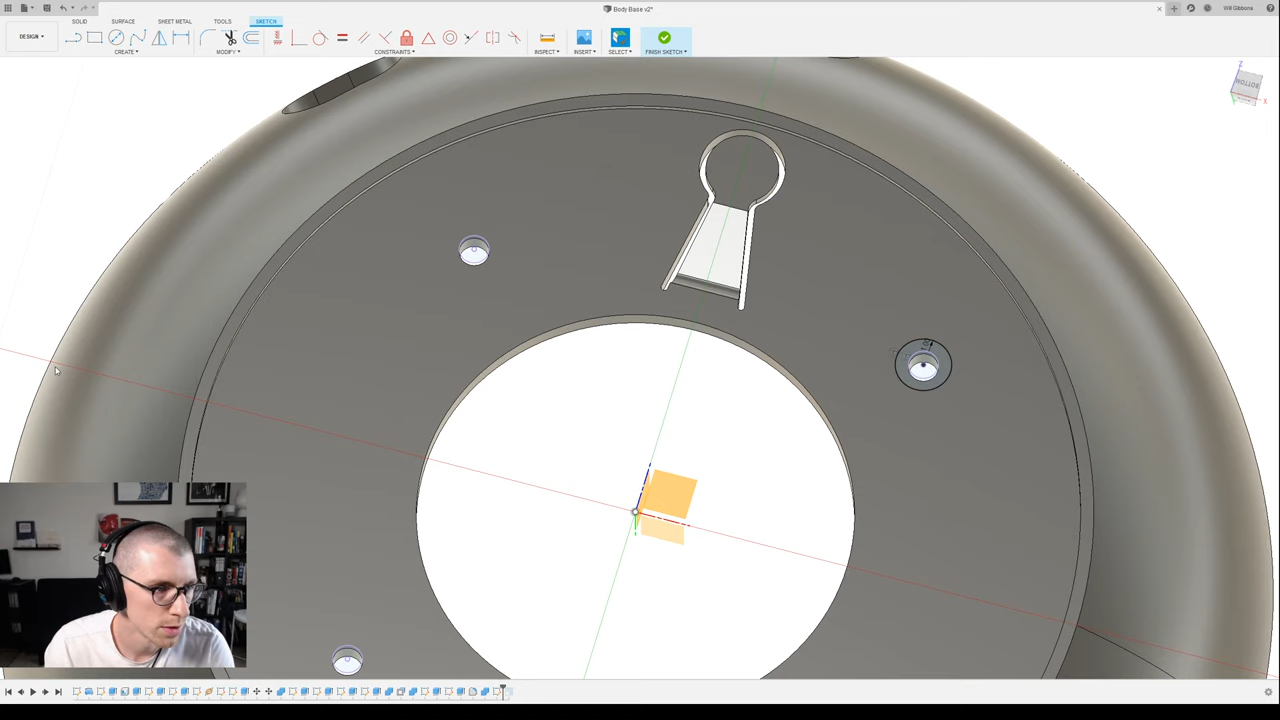 Body Base v2*
Will Gibbons
DESIGN
SOLID
SURFACE
SHEET METAL
TOOLS
SKETCH
CREATE
MODIFY
CONSTRAINTS
INSPECT
INSERT
SELECT
FINISH SKETCH
Z
BOTTOM
X